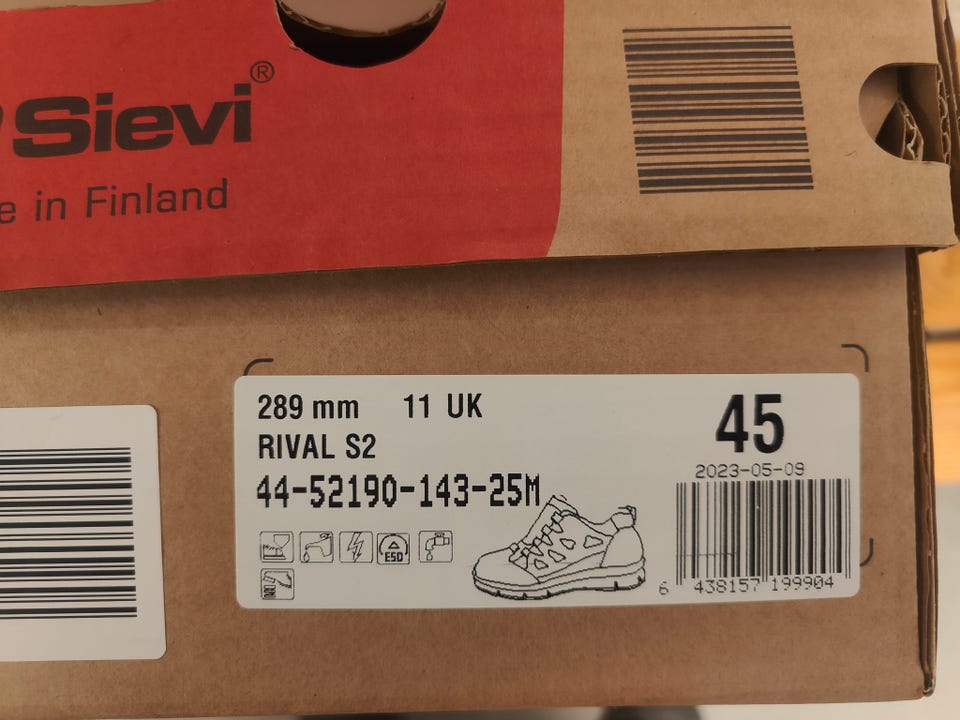 Sievi®
in Finland
289 mm 11 UK
45
RIVAL S2
2023-05-09
44-52190-143-25M
ESD
6 438157 199904